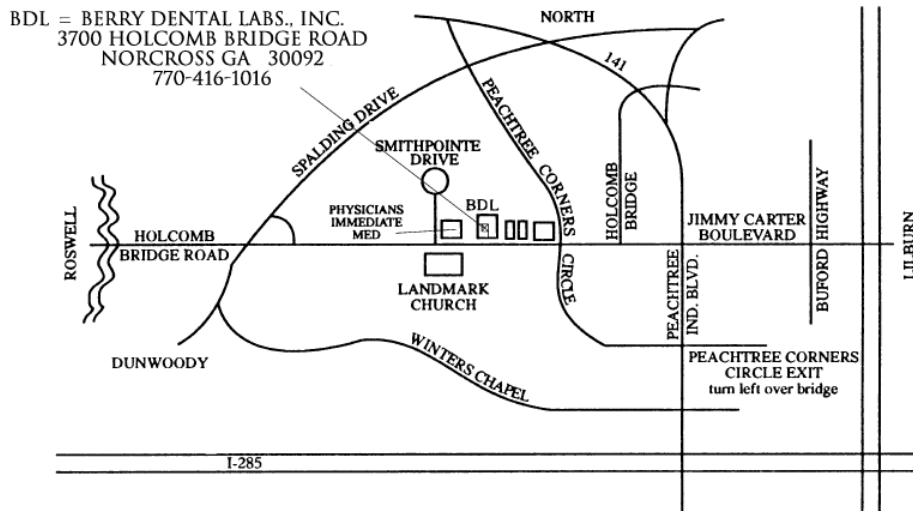 BDL = BERRY DENTAL LABS., INC.
3700 HOLCOMB BRIDGE ROAD
NORCROSS GA 30092
770-416-1016
NORTH
141
SPALDING DRIVE
PEACHTREE CORNERS
CIRCLE
SMITHPOINTE
DRIVE
HOLCOMB
BRIDGE
BDL
PHYSICIANS
IMMEDIATE
MED
JIMMY CARTER
BOULEVARD
BUFORD HIGHWAY
ROSWELL
HOLCOMB
BRIDGE ROAD
LILBURN
LANDMARK
CHURCH
PEACHTREE
IND. BLVD.
DUNWOODY
WINTERS CHAPEL
PEACHTREE CORNERS
CIRCLE EXIT
turn left over bridge
I-285